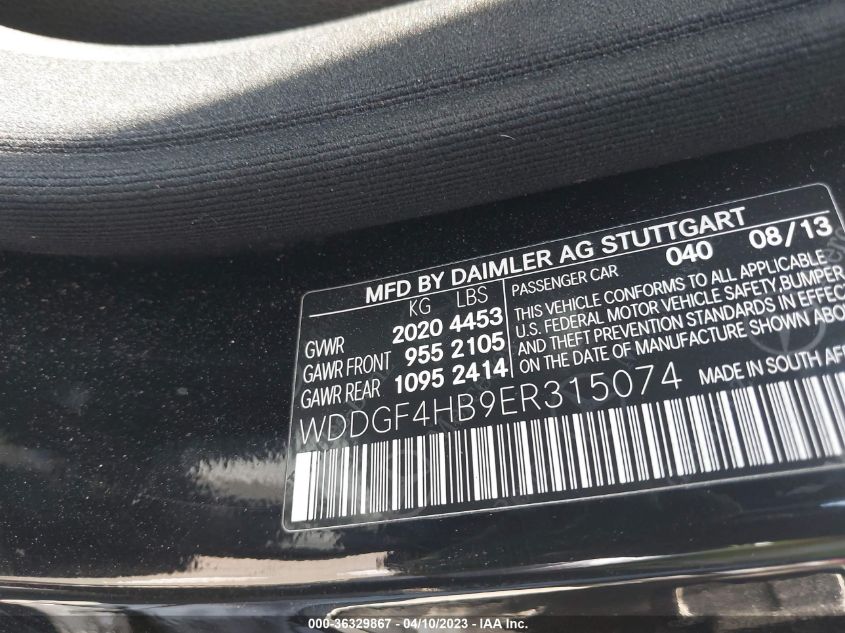 MFD BY DAIMLER AG STUTTGART
KG LBS
GVWR 2020 4453
GAWR FRONT 955 2105
GAWR REAR 1095 2414
PASSENGER CAR 040 08/13
THIS VEHICLE CONFORMS TO ALL APPLICABLE
U.S. FEDERAL MOTOR VEHICLE SAFETY, BUMPER
AND THEFT PREVENTION STANDARDS IN EFFECT
ON THE DATE OF MANUFACTURE SHOWN
WDDGF4HB9ER315074 MADE IN SOUTH
000-36329867 - 04/10/2023 - IAA Inc.